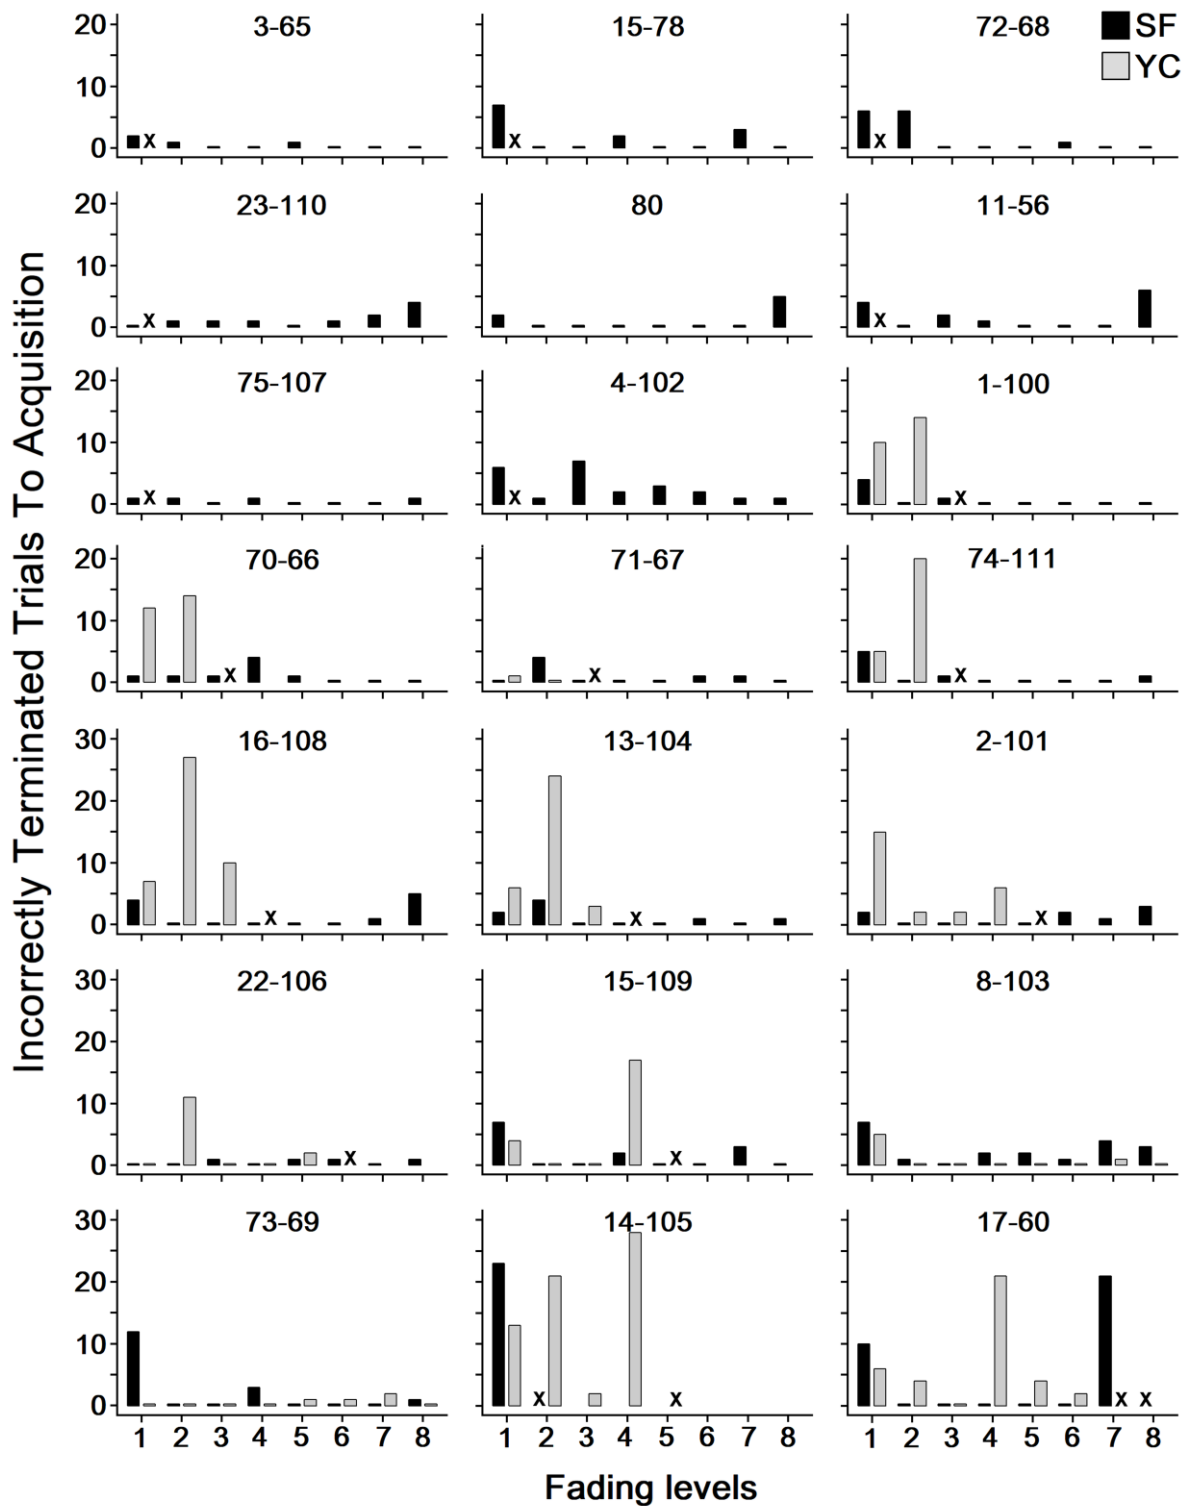 Incorrectly Terminated Trials To Acquisition
SF
YC
3-65
15-78
72-68
20
10
0
X
X
X
23-110
80
11-56
20
10
0
X
X
75-107
4-102
1-100
20
10
0
X
X
X
70-66
71-67
74-111
20
10
0
X
X
X
16-108
13-104
2-101
30
20
10
0
X
X
X
22-106
15-109
8-103
30
20
10
0
X
X
73-69
14-105
17-60
30
20
10
0
X
X
X
X
1 2 3 4 5 6 7 8
1 2 3 4 5 6 7 8
1 2 3 4 5 6 7 8
Fading levels